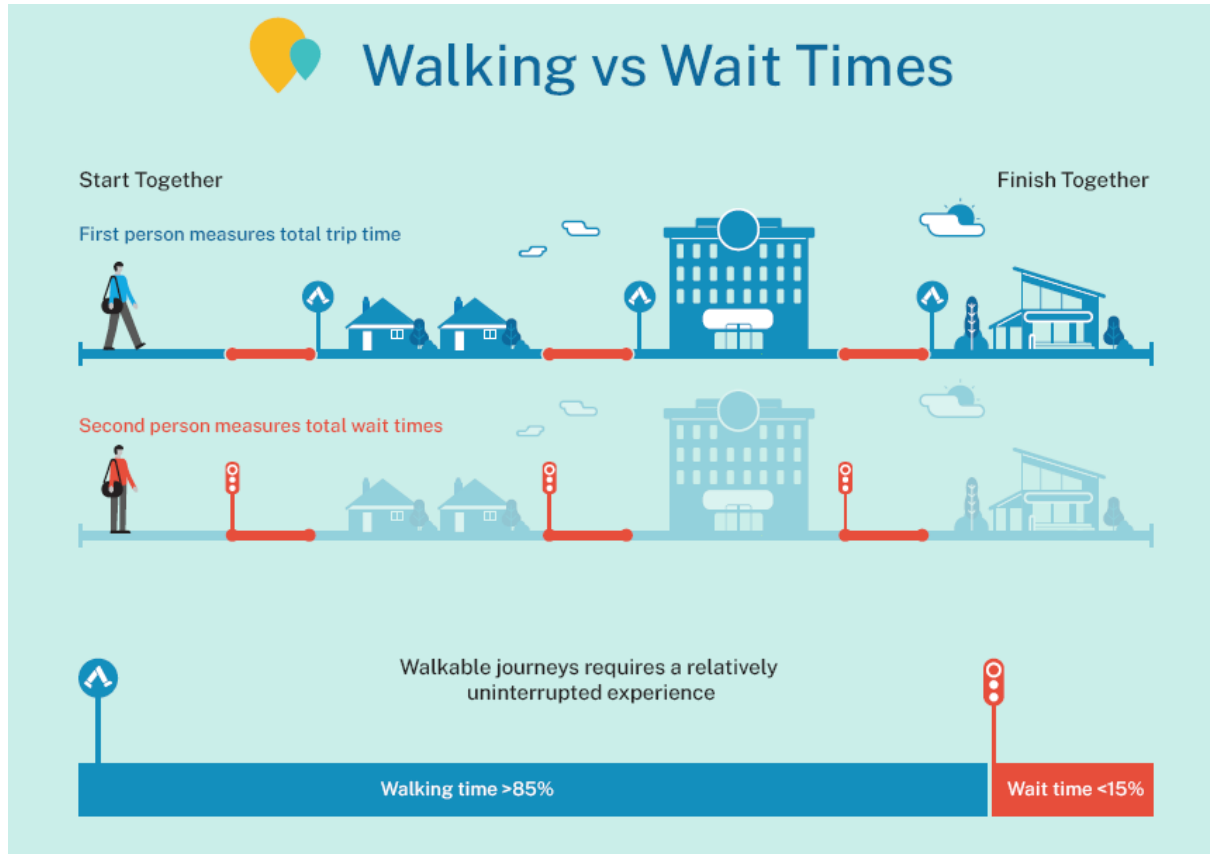 Walking vs Wait Times
Start Together
Finish Together
First person measures total trip time
Second person measures total wait times
Walkable journeys requires a relatively
uninterrupted experience
Walking time >85%
Wait time <15%